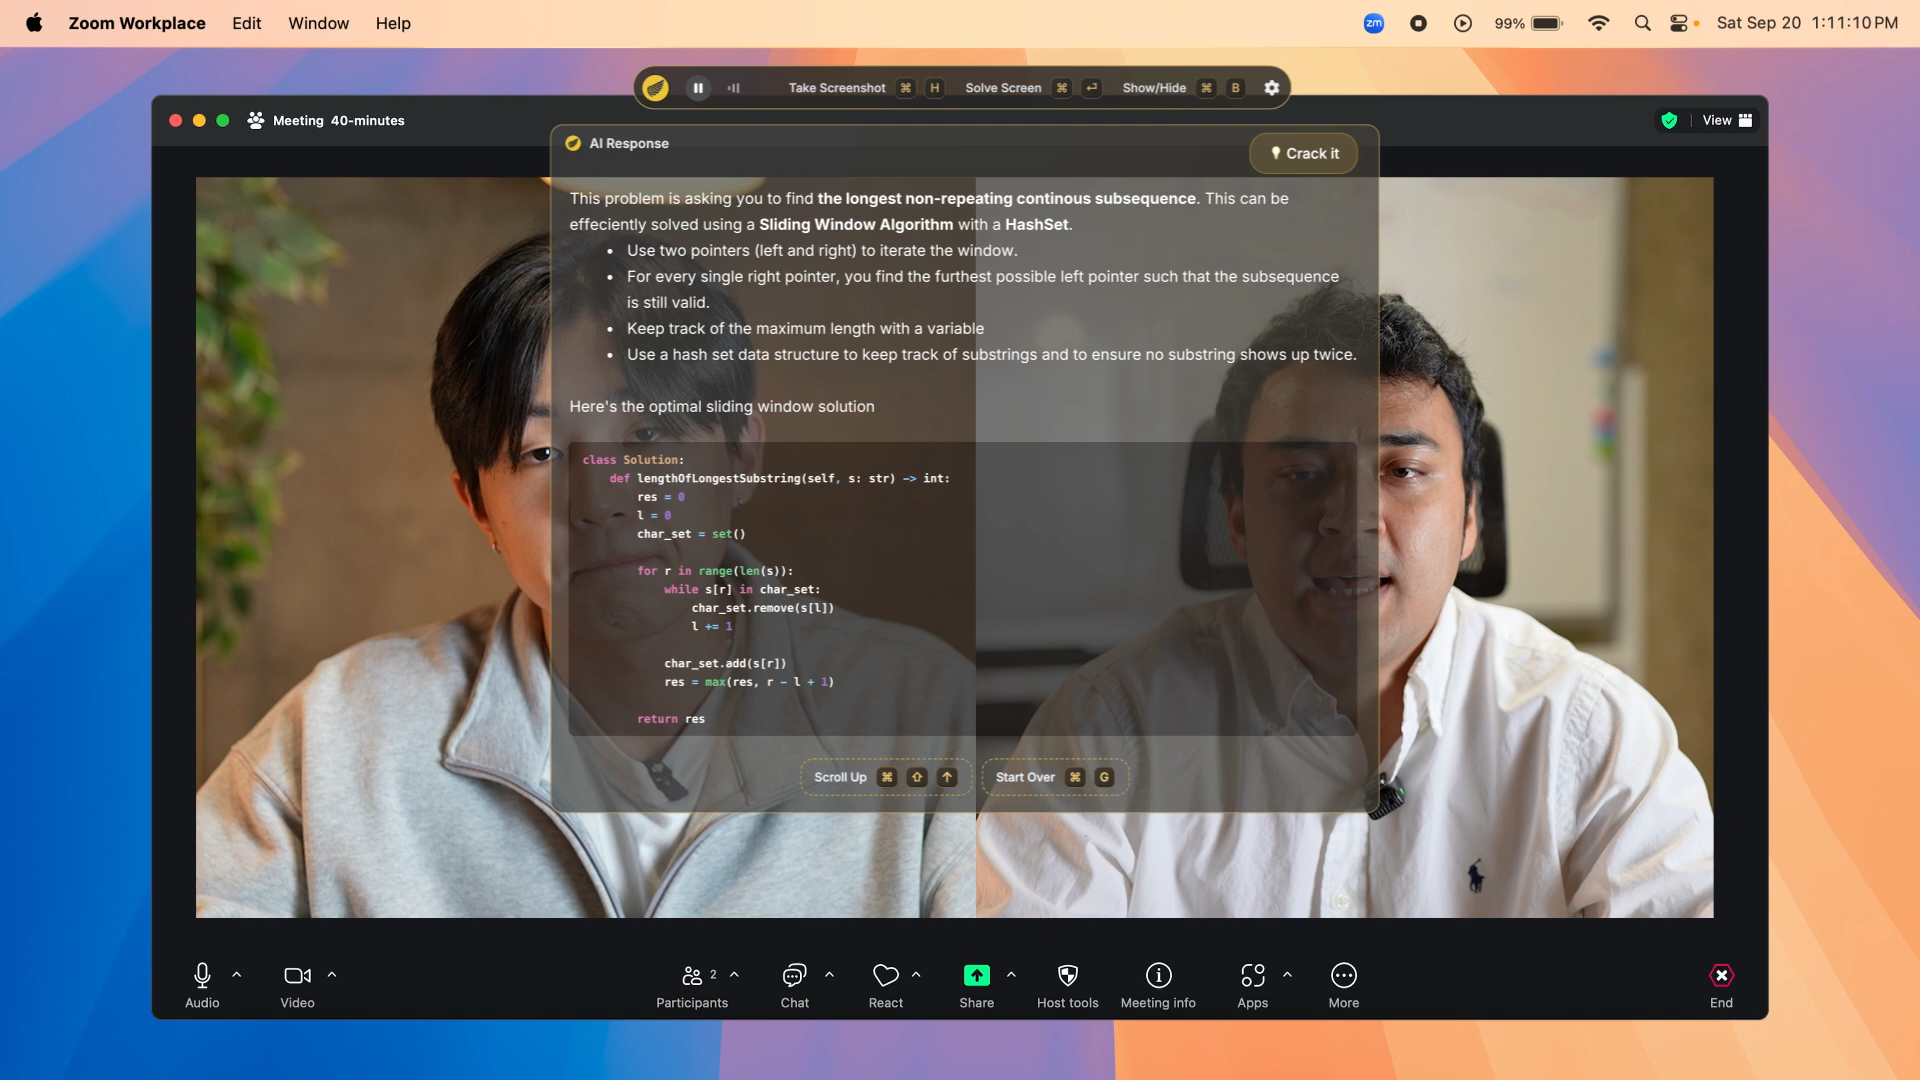 Zoom Workplace Edit Window Help zm 99% Sat Sep 20 1:11:10 PM
Take Screenshot ⌘ H Solve Screen ⌘ ↩ Show/Hide ⌘ B
Meeting 40-minutes View
AI Response Crack it
This problem is asking you to find the longest non-repeating continous subsequence. This can be
effeciently solved using a Sliding Window Algorithm with a HashSet.
• Use two pointers (left and right) to iterate the window.
• For every single right pointer, you find the furthest possible left pointer such that the subsequence
is still valid.
• Keep track of the maximum length with a variable
• Use a hash set data structure to keep track of substrings and to ensure no substring shows up twice.
Here's the optimal sliding window solution
class Solution:
def lengthOfLongestSubstring(self, s: str) -> int:
res = 0
l = 0
char_set = set()
for r in range(len(s)):
while s[r] in char_set:
char_set.remove(s[l])
l += 1
char_set.add(s[r])
res = max(res, r - l + 1)
return res
Scroll Up ⌘ ⇧ ↑ Start Over ⌘ G
2
Audio Video Participants Chat React Share Host tools Meeting info Apps More End